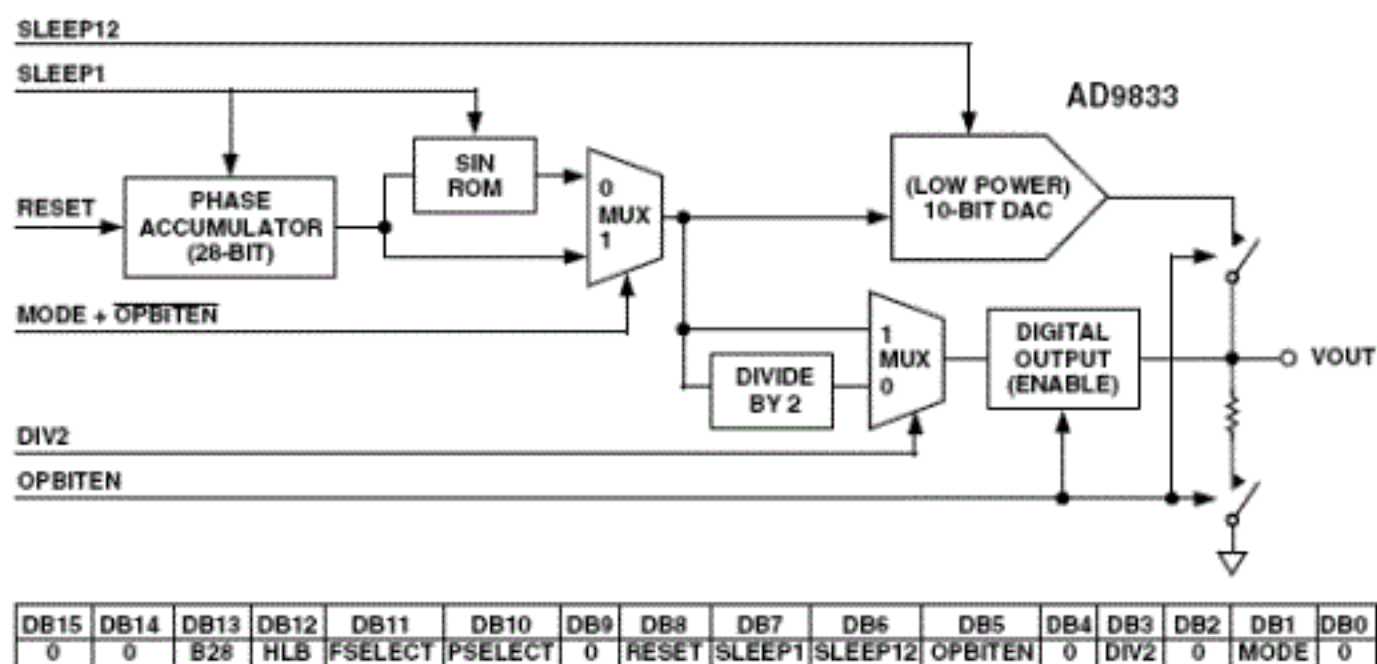 SLEEP12
SLEEP1
AD9833
SIN
ROM
(LOW POWER)
10-BIT DAC
RESET
PHASE
ACCUMULATOR
(28-BIT)
0
MUX
1
MODE + OPBITEN
1
MUX
0
DIGITAL
OUTPUT
(ENABLE)
VOUT
DIVIDE
BY 2
DIV2
OPBITEN
DB15 DB14 DB13 DB12 DB11 DB10 DB9 DB8 DB7 DB6 DB5 DB4 DB3 DB2 DB1 DB0
0 0 B28 HLB FSELECT PSELECT 0 RESET SLEEP1 SLEEP12 OPBITEN 0 DIV2 0 MODE 0